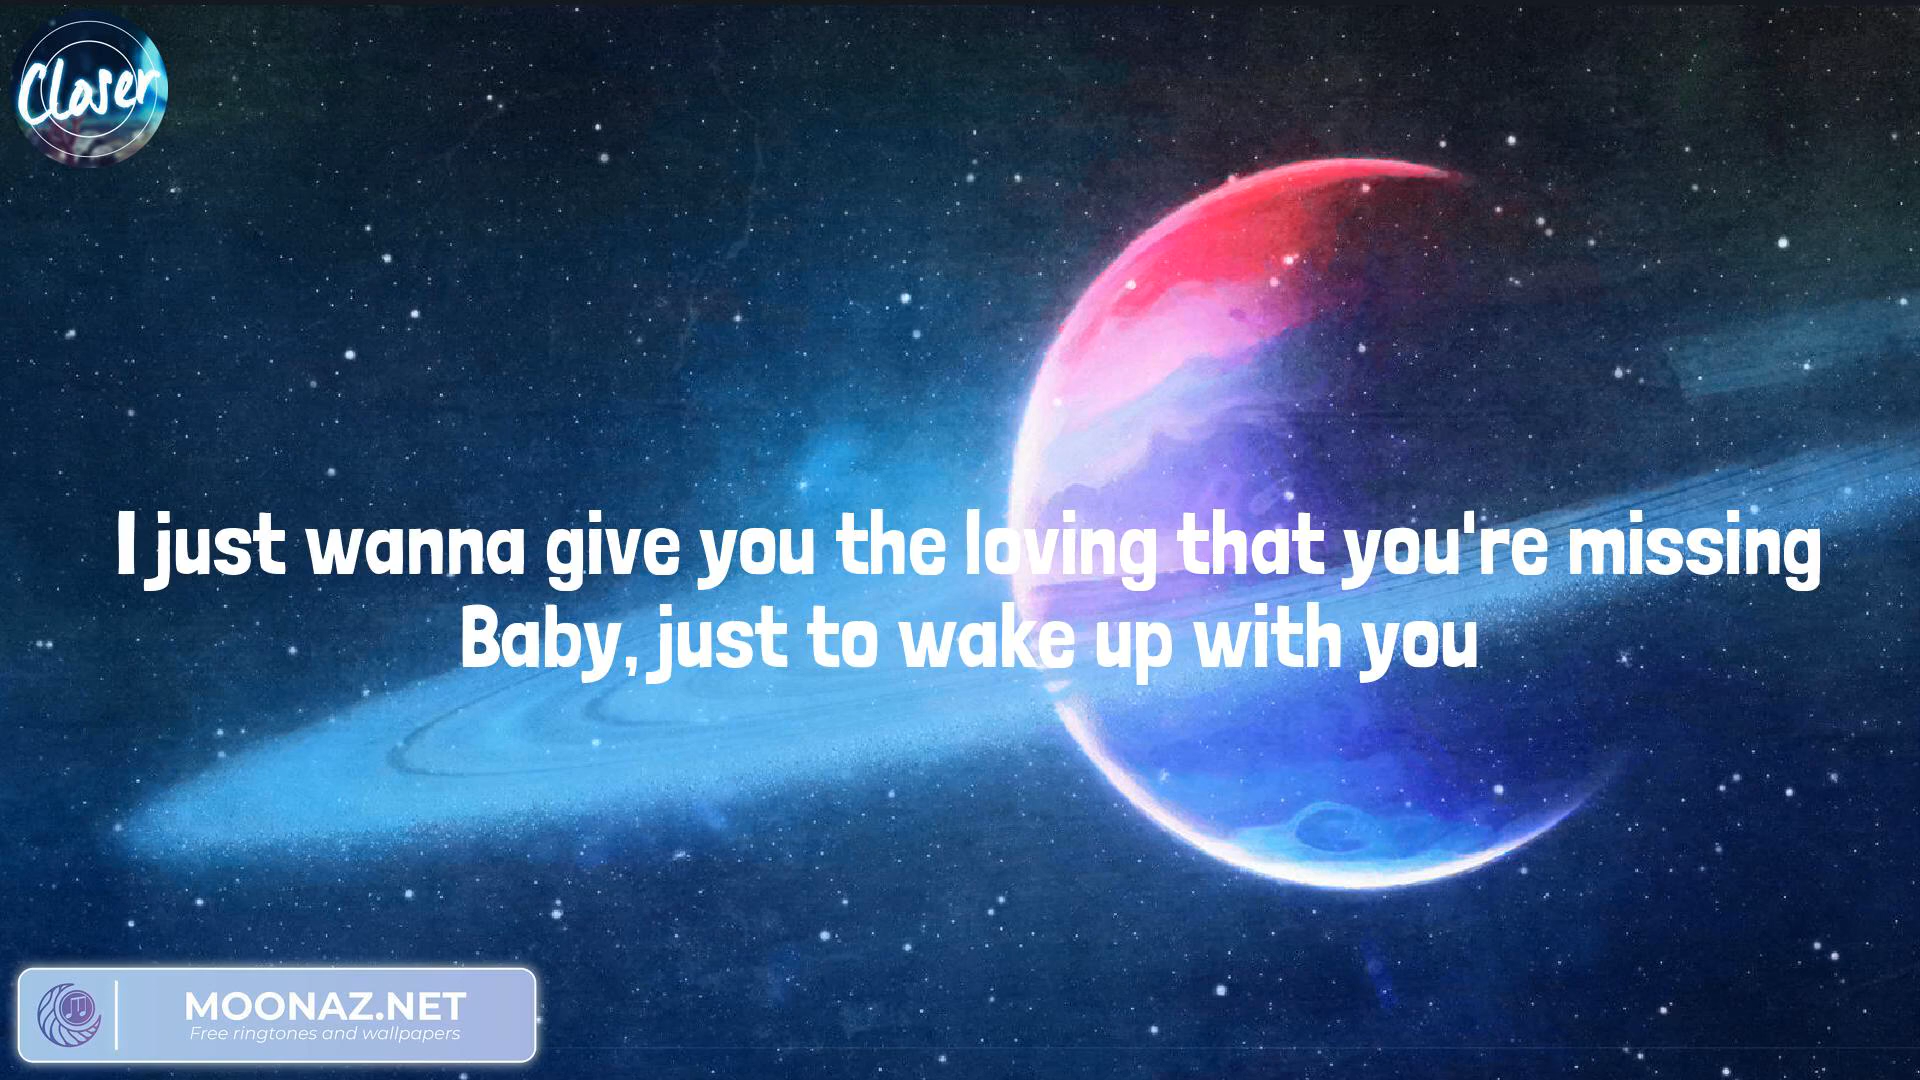 Closer
I just wanna give you the loving that you're missing
Baby, just to wake up with you
MOONAZ.NET
Free ringtones and wallpapers